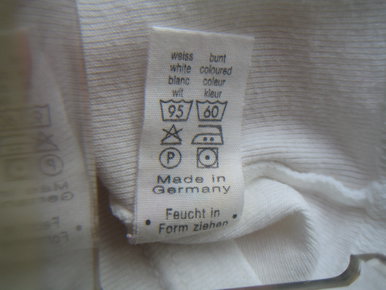 weiss bunt
white coloured
blanc coleur
wit kleur
95 60
P
Made in
Germany
Feucht in
Form ziehen